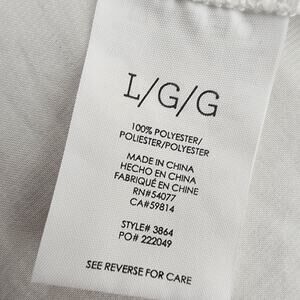 L/G/G
100% POLYESTER/
POLIESTER/POLYESTER
MADE IN CHINA
HECHO EN CHINA
FABRIQUÉ EN CHINE
RN#54077
CA#59814
STYLE# 3864
PO# 222049
SEE REVERSE FOR CARE